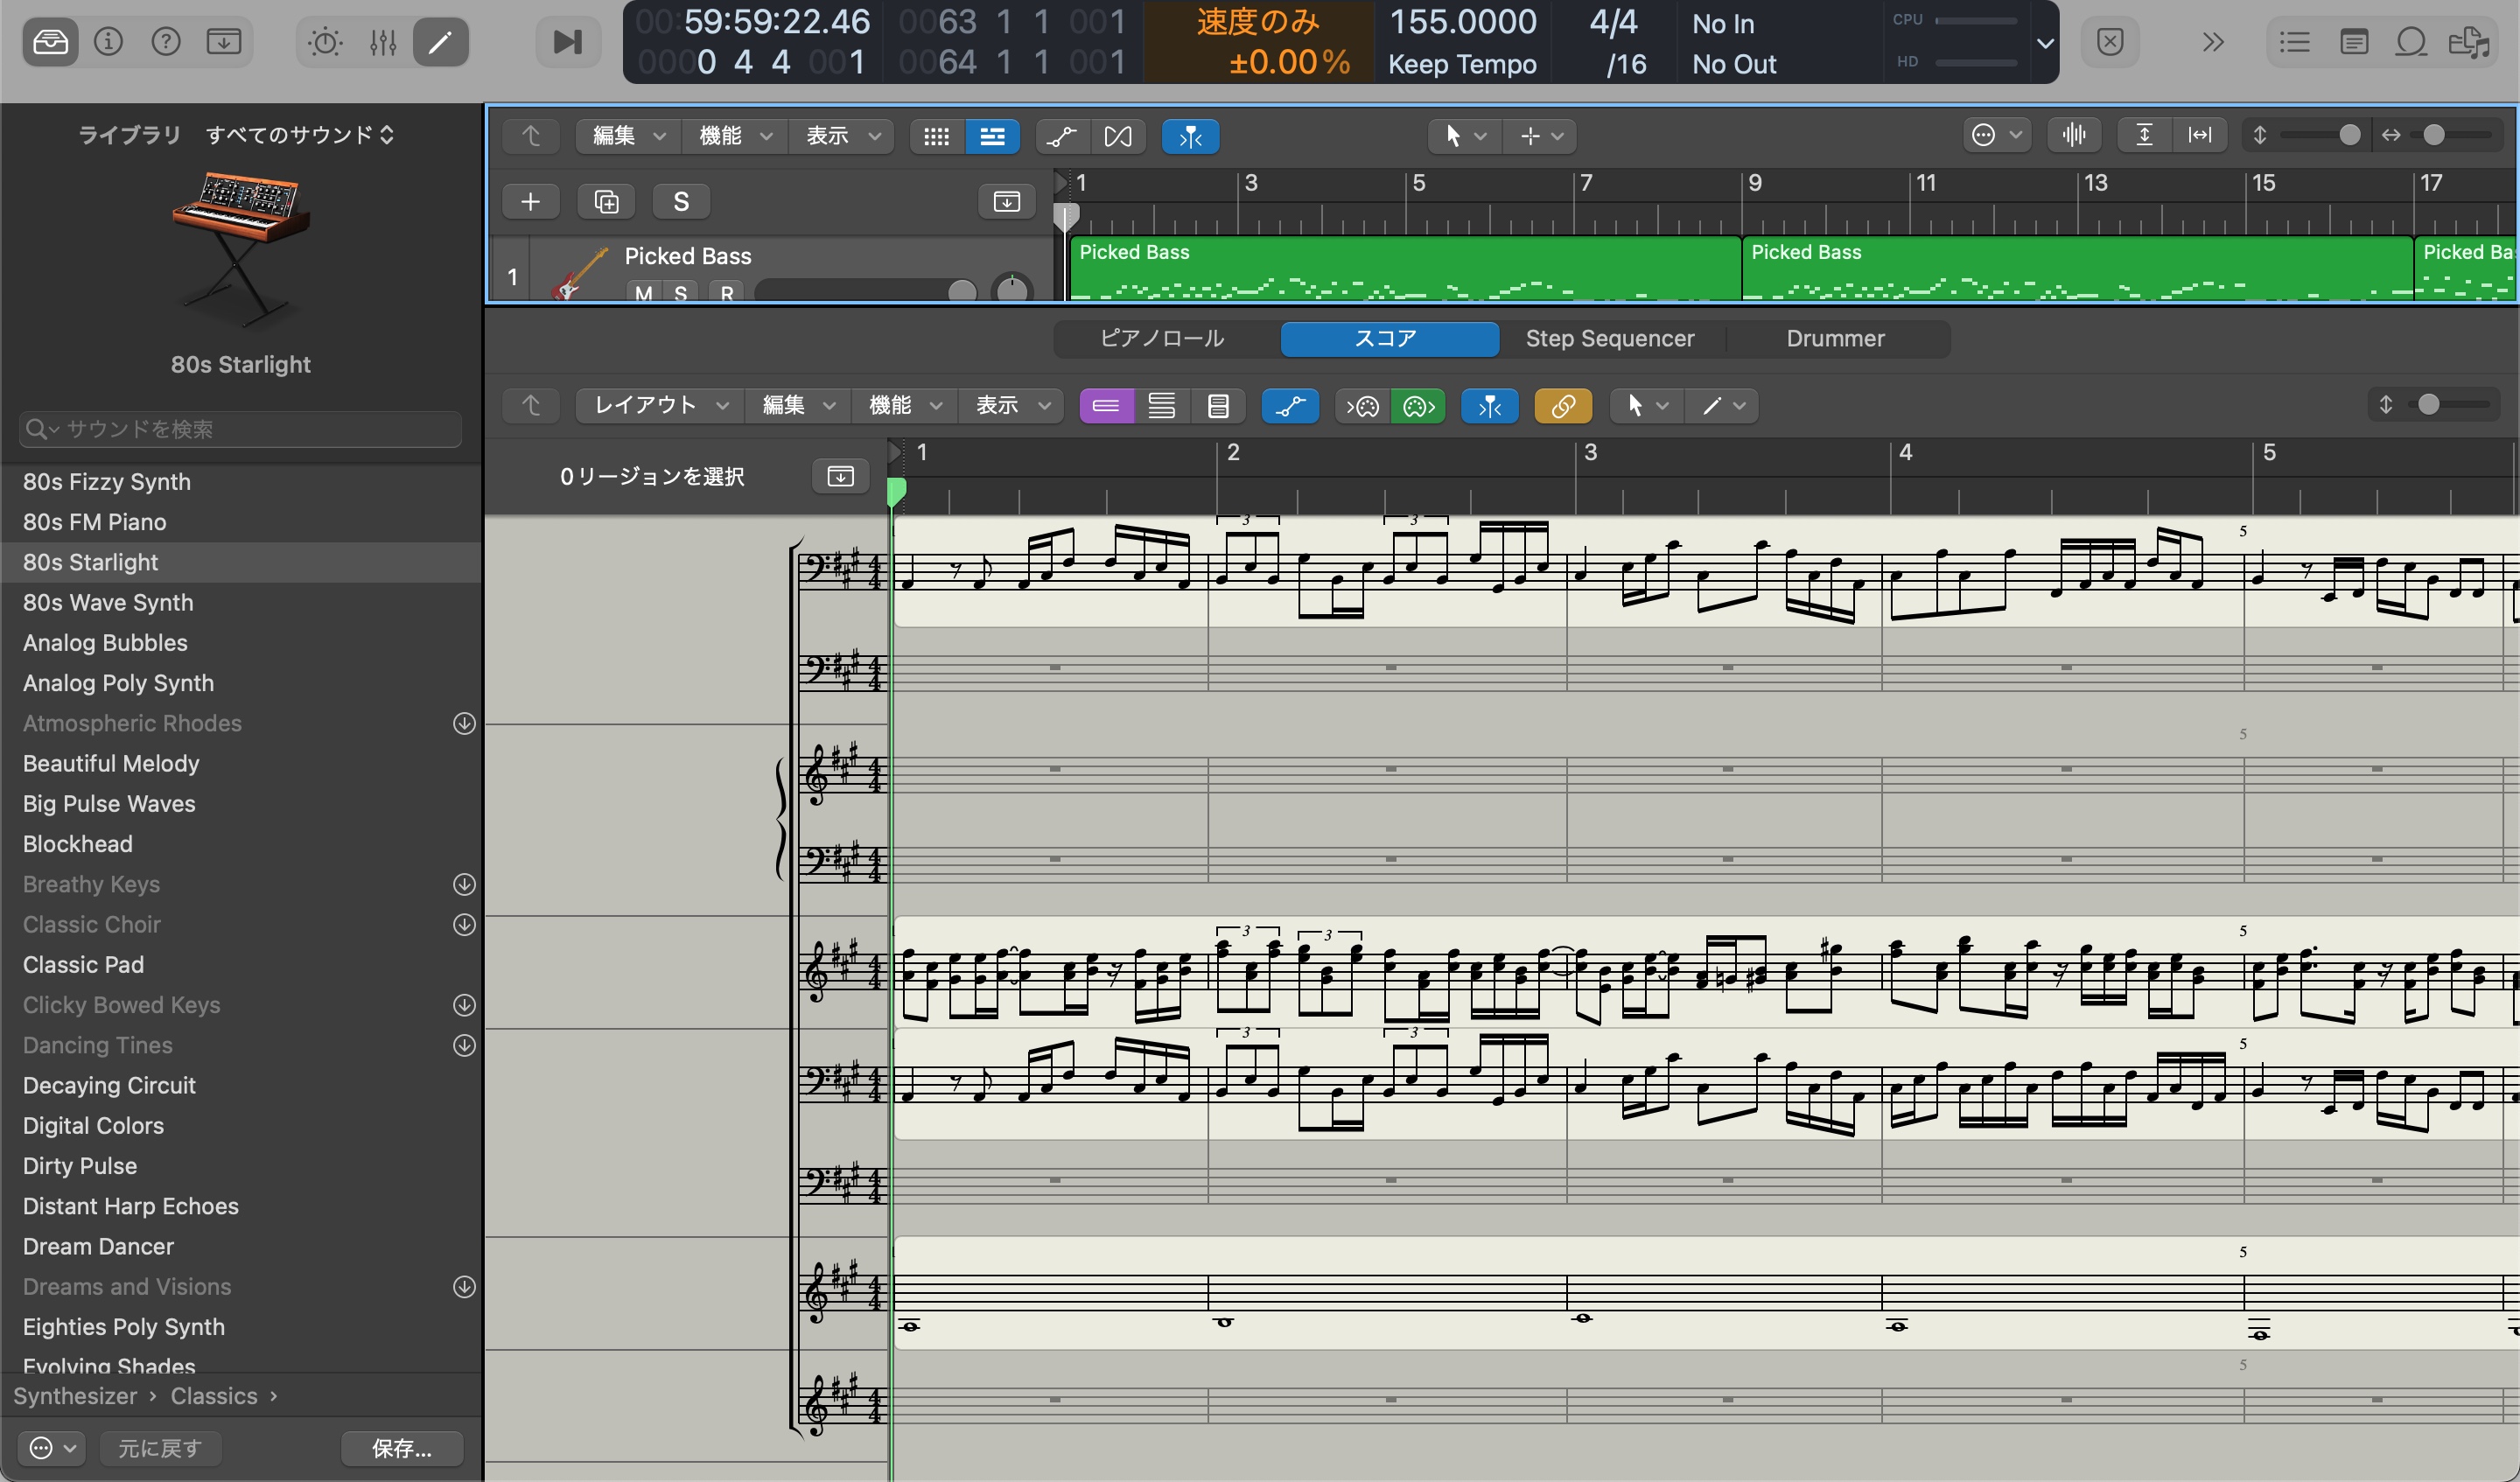 00:59:59:22.46
0000 4 4 001
0063 1 1 001
0064 1 1 001
速度のみ
±0.00%
155.0000
Keep Tempo
4/4
/16
No In
No Out
CPU
HD
ライブラリ すべてのサウンド
80s Starlight
サウンドを検索
80s Fizzy Synth
80s FM Piano
80s Starlight
80s Wave Synth
Analog Bubbles
Analog Poly Synth
Atmospheric Rhodes
Beautiful Melody
Big Pulse Waves
Blockhead
Breathy Keys
Classic Choir
Classic Pad
Clicky Bowed Keys
Dancing Tines
Decaying Circuit
Digital Colors
Dirty Pulse
Distant Harp Echoes
Dream Dancer
Dreams and Visions
Eighties Poly Synth
Evolving Shades
Synthesizer › Classics ›
元に戻す 保存...
編集 機能 表示
S
1 3 5 7 9 11 13 15 17
1
Picked Bass
M S R
Picked Bass Picked Bass Picked Ba
ピアノロール スコア Step Sequencer Drummer
レイアウト 編集 機能 表示
0 リージョンを選択
1 2 3 4 5
3 3 5
5
3 3 5
3 3 5
5
5